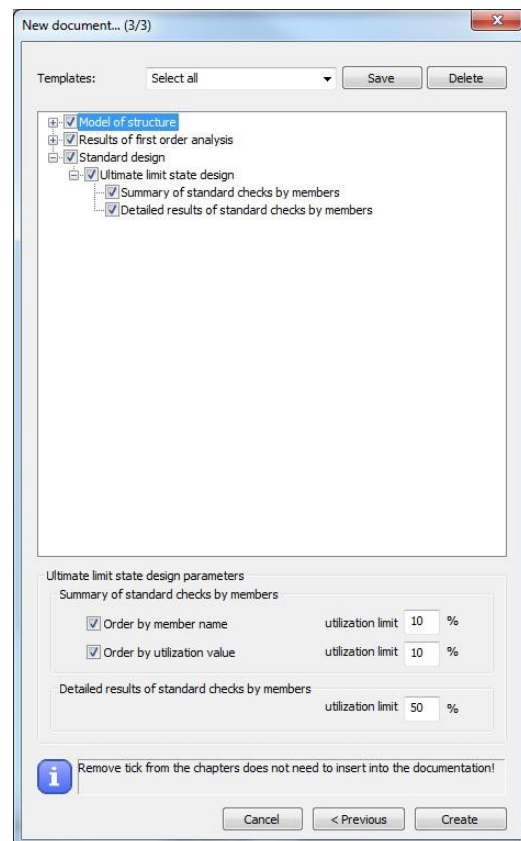 New document... (3/3)
Templates: Select all Save Delete
Model of structure
Results of first order analysis
Standard design
Ultimate limit state design
Summary of standard checks by members
Detailed results of standard checks by members
Ultimate limit state design parameters
Summary of standard checks by members
Order by member name utilization limit 10 %
Order by utilization value utilization limit 10 %
Detailed results of standard checks by members
utilization limit 50 %
Remove tick from the chapters does not need to insert into the documentation!
Cancel < Previous Create